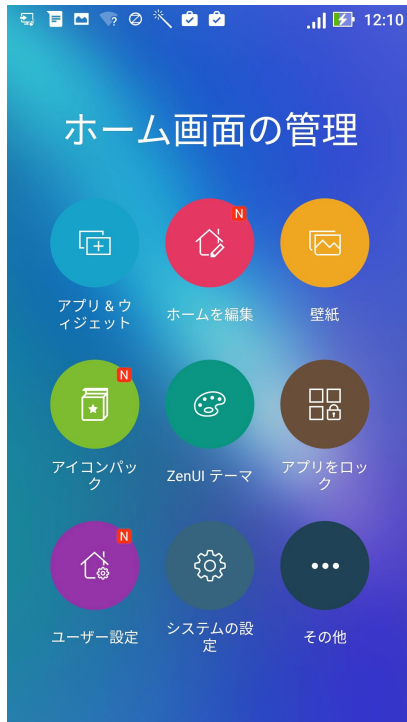 12:10
ホーム画面の管理
N
アプリ & ウ
ィジェット
ホームを編集
壁紙
N
アイコンパッ
ク
ZenUI テーマ
アプリをロッ
ク
N
ユーザー設定
システムの設
定
その他